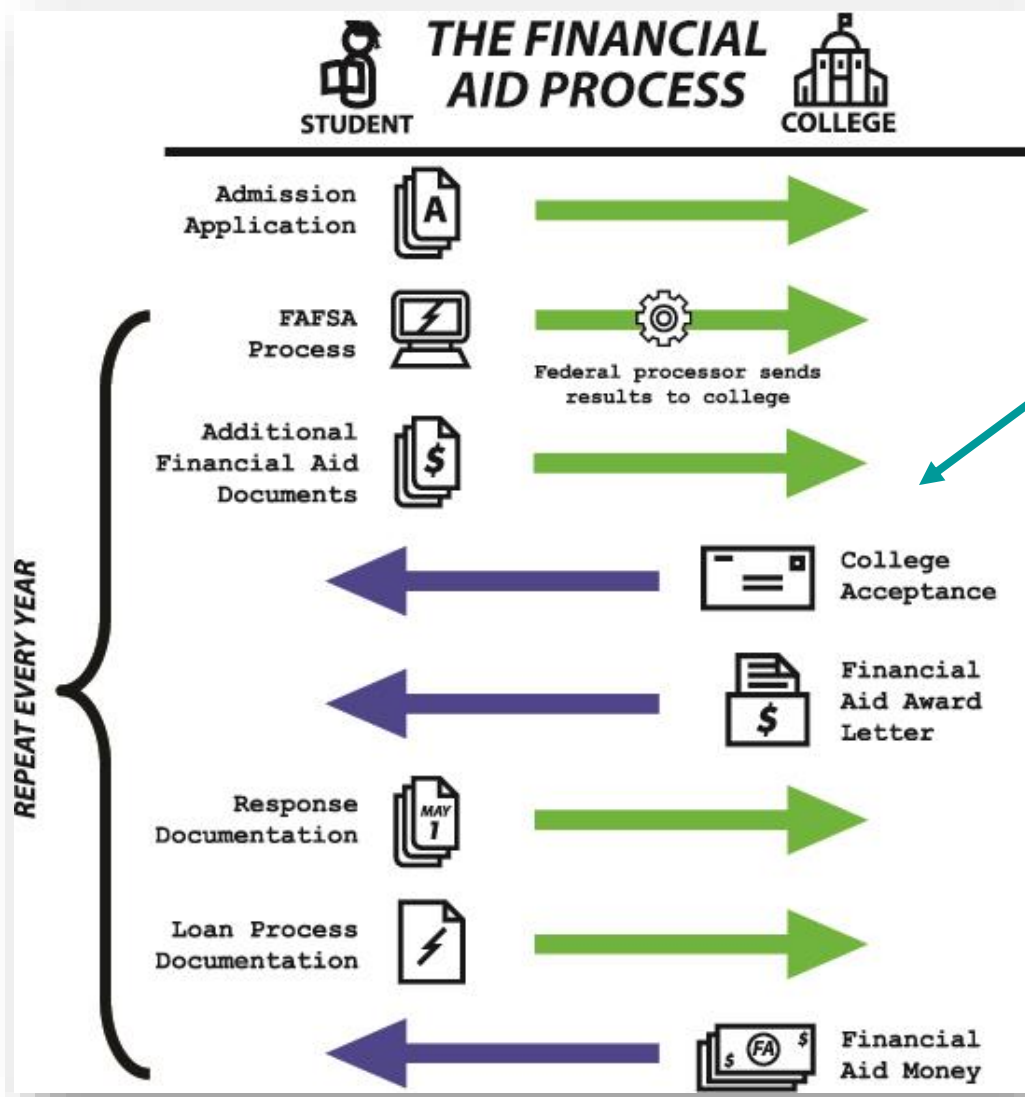 THE FINANCIAL
AID PROCESS
STUDENT
COLLEGE
Admission
Application
A
FAFSA
Process
Federal processor sends
results to college
Additional
Financial Aid
Documents
$
College
Acceptance
Financial
Aid Award
Letter
$
REPEAT EVERY YEAR
Response
Documentation
MAY
1
Loan Process
Documentation
$ FA $
Financial
Aid Money